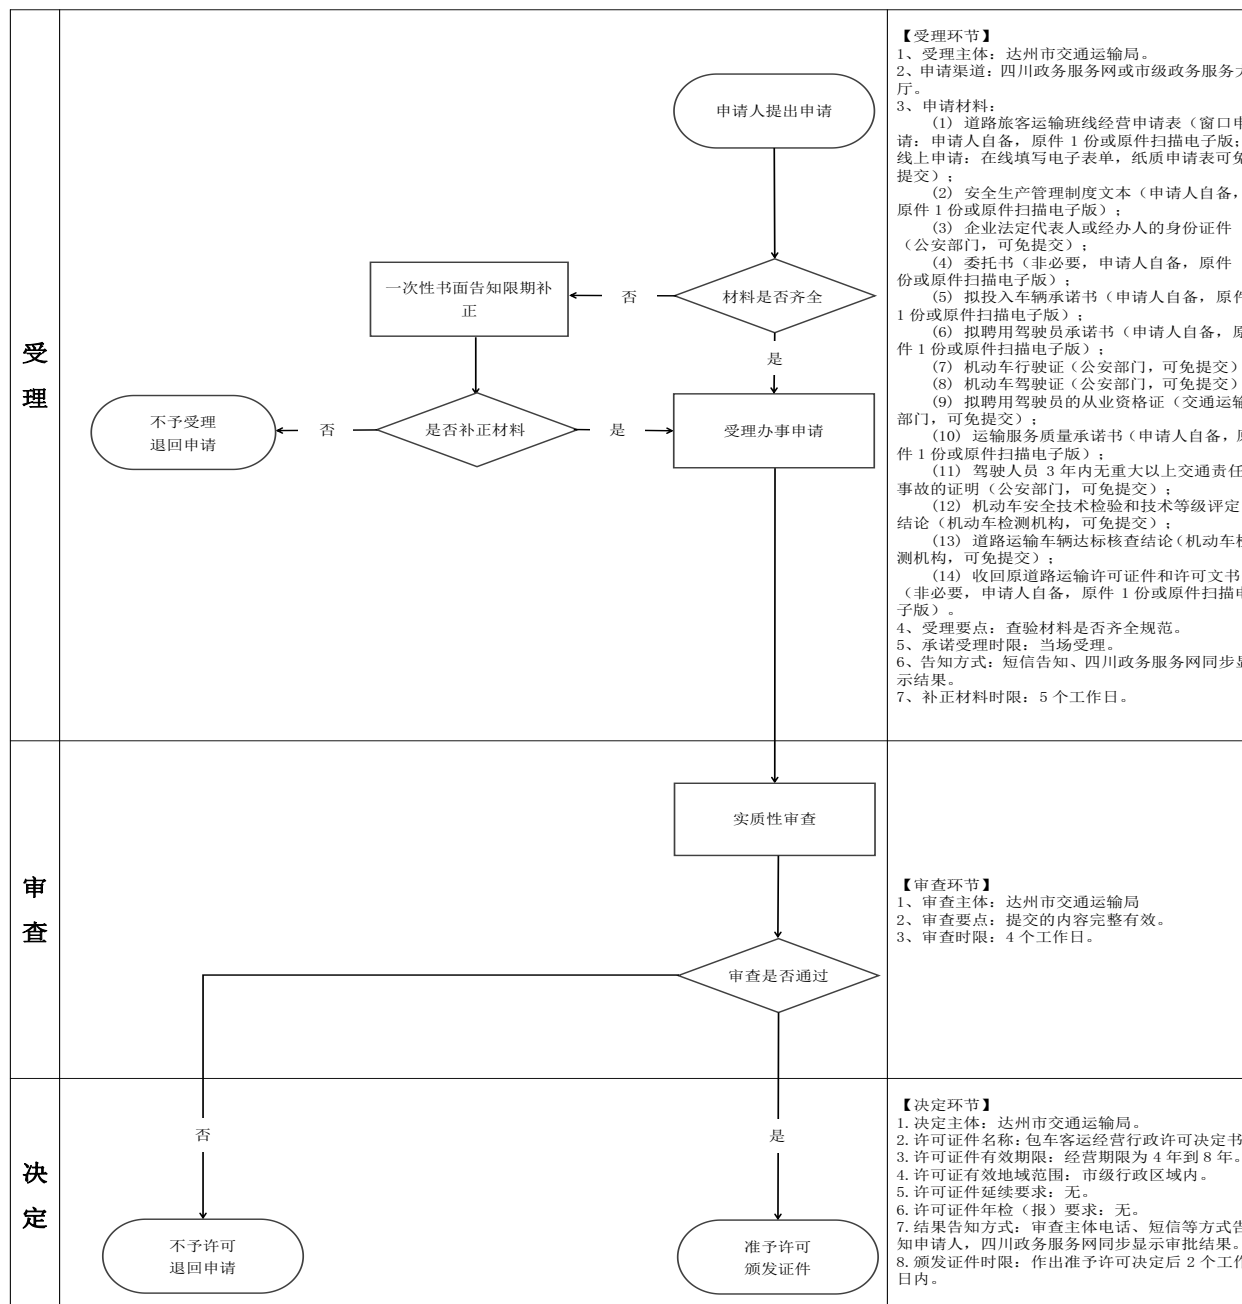 受
理
申请人提出申请
一次性书面告知限期补
正
否
材料是否齐全
是
不予受理
退回申请
否
是否补正材料
是
受理办事申请
【受理环节】
1、受理主体：达州市交通运输局。
2、申请渠道：四川政务服务网或市级政务服务大
厅。
3、申请材料：
（1）道路旅客运输班线经营申请表（窗口申
请：申请人自备，原件 1 份或原件扫描电子版；
线上申请：在线填写电子表单，纸质申请表可免
提交）；
（2）安全生产管理制度文本（申请人自备，
原件 1 份或原件扫描电子版）；
（3）企业法定代表人或经办人的身份证件
（公安部门，可免提交）；
（4）委托书（非必要，申请人自备，原件
份或原件扫描电子版）；
（5）拟投入车辆承诺书（申请人自备，原件
1 份或原件扫描电子版）；
（6）拟聘用驾驶员承诺书（申请人自备，原
件 1 份或原件扫描电子版）；
（7）机动车行驶证（公安部门，可免提交）
（8）机动车驾驶证（公安部门，可免提交）
（9）拟聘用驾驶员的从业资格证（交通运输
部门，可免提交）；
（10）运输服务质量承诺书（申请人自备，原
件 1 份或原件扫描电子版）；
（11）驾驶人员 3 年内无重大以上交通责任
事故的证明（公安部门，可免提交）；
（12）机动车安全技术检验和技术等级评定
结论（机动车检测机构，可免提交）；
（13）道路运输车辆达标核查结论（机动车检
测机构，可免提交）；
（14）收回原道路运输许可证件和许可文书
（非必要，申请人自备，原件 1 份或原件扫描电
子版）。
4、受理要点：查验材料是否齐全规范。
5、承诺受理时限：当场受理。
6、告知方式：短信告知、四川政务服务网同步显
示结果。
7、补正材料时限：5 个工作日。
审
查
实质性审查
审查是否通过
【审查环节】
1、审查主体：达州市交通运输局
2、审查要点：提交的内容完整有效。
3、审查时限：4 个工作日。
决
定
否
是
不予许可
退回申请
准予许可
颁发证件
【决定环节】
1.决定主体：达州市交通运输局。
2.许可证件名称：包车客运经营行政许可决定书
3.许可证件有效期限：经营期限为 4 年到 8 年。
4.许可证有效地域范围：市级行政区域内。
5.许可证件延续要求：无。
6.许可证件年检（报）要求：无。
7.结果告知方式：审查主体电话、短信等方式告
知申请人，四川政务服务网同步显示审批结果。
8.颁发证件时限：作出准予许可决定后 2 个工作
日内。